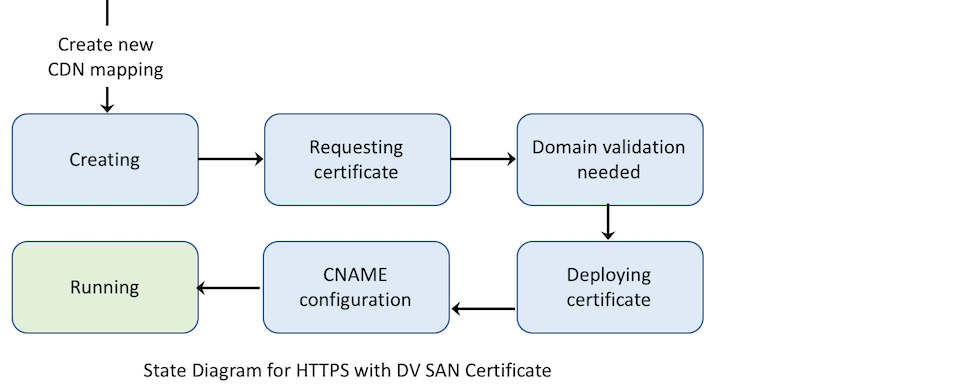 Create new
CDN mapping
Creating
Requesting
certificate
Domain validation
needed
Deploying
certificate
CNAME
configuration
Running
State Diagram for HTTPS with DV SAN Certificate